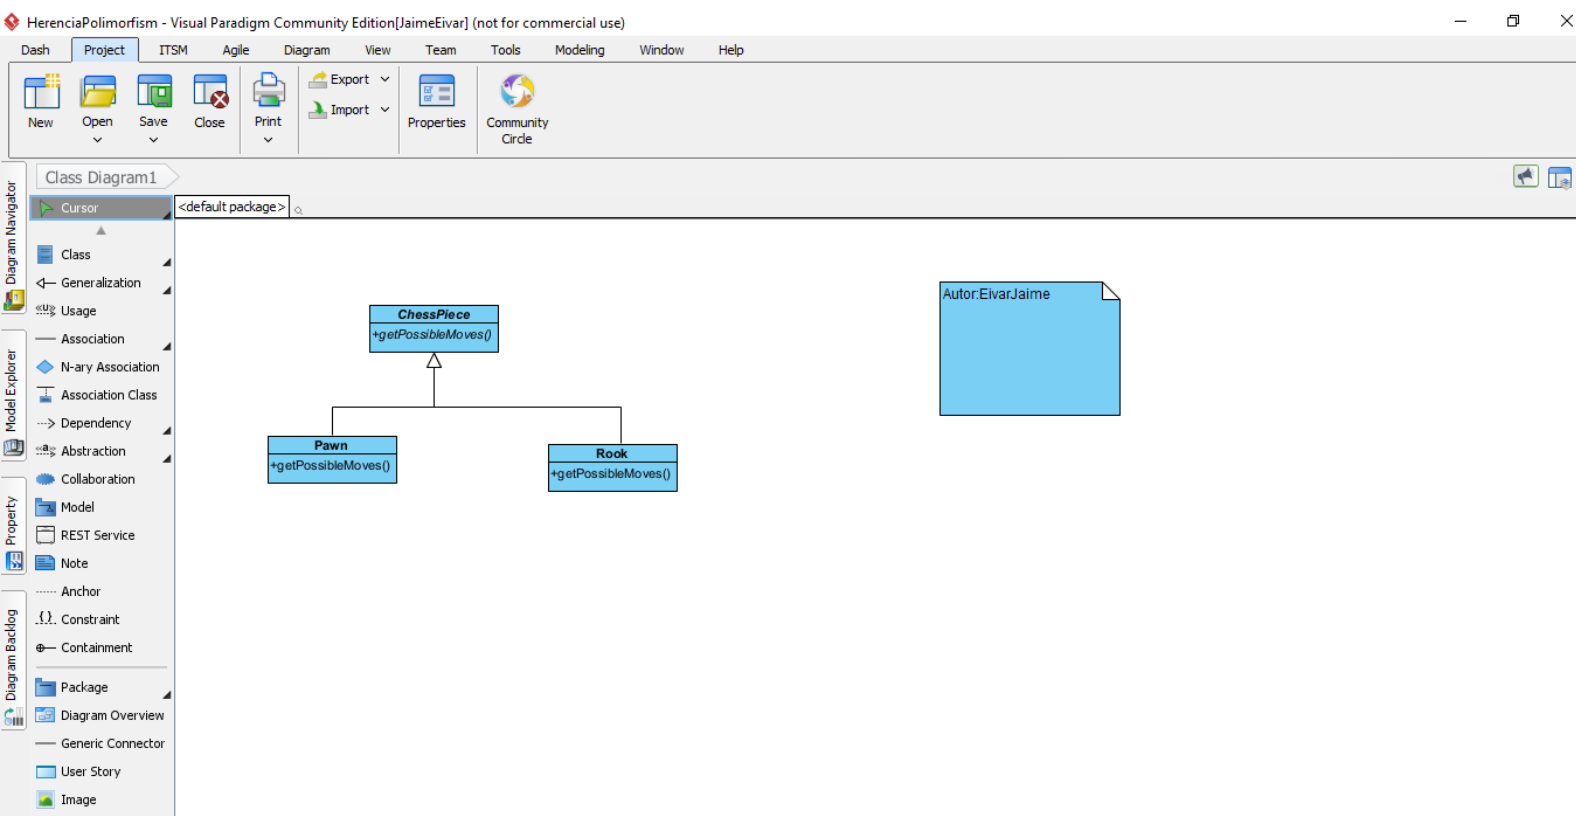 HerenciaPolimorfism - Visual Paradigm Community Edition[JaimeEivar] (not for commercial use)
Dash Project ITSM Agile Diagram View Team Tools Modeling Window Help
New Open Save Close Print Export Import Properties Community Circle
Class Diagram1
Diagram Navigator
Model Explorer
Property
Diagram Backlog
Cursor
Class
Generalization
«U» Usage
Association
N-ary Association
Association Class
Dependency
«a» Abstraction
Collaboration
Model
REST Service
Note
Anchor
{} Constraint
Containment
Package
Diagram Overview
Generic Connector
User Story
Image
<default package>
ChessPiece
+getPossibleMoves()
Pawn
+getPossibleMoves()
Rook
+getPossibleMoves()
Autor:EivarJaime